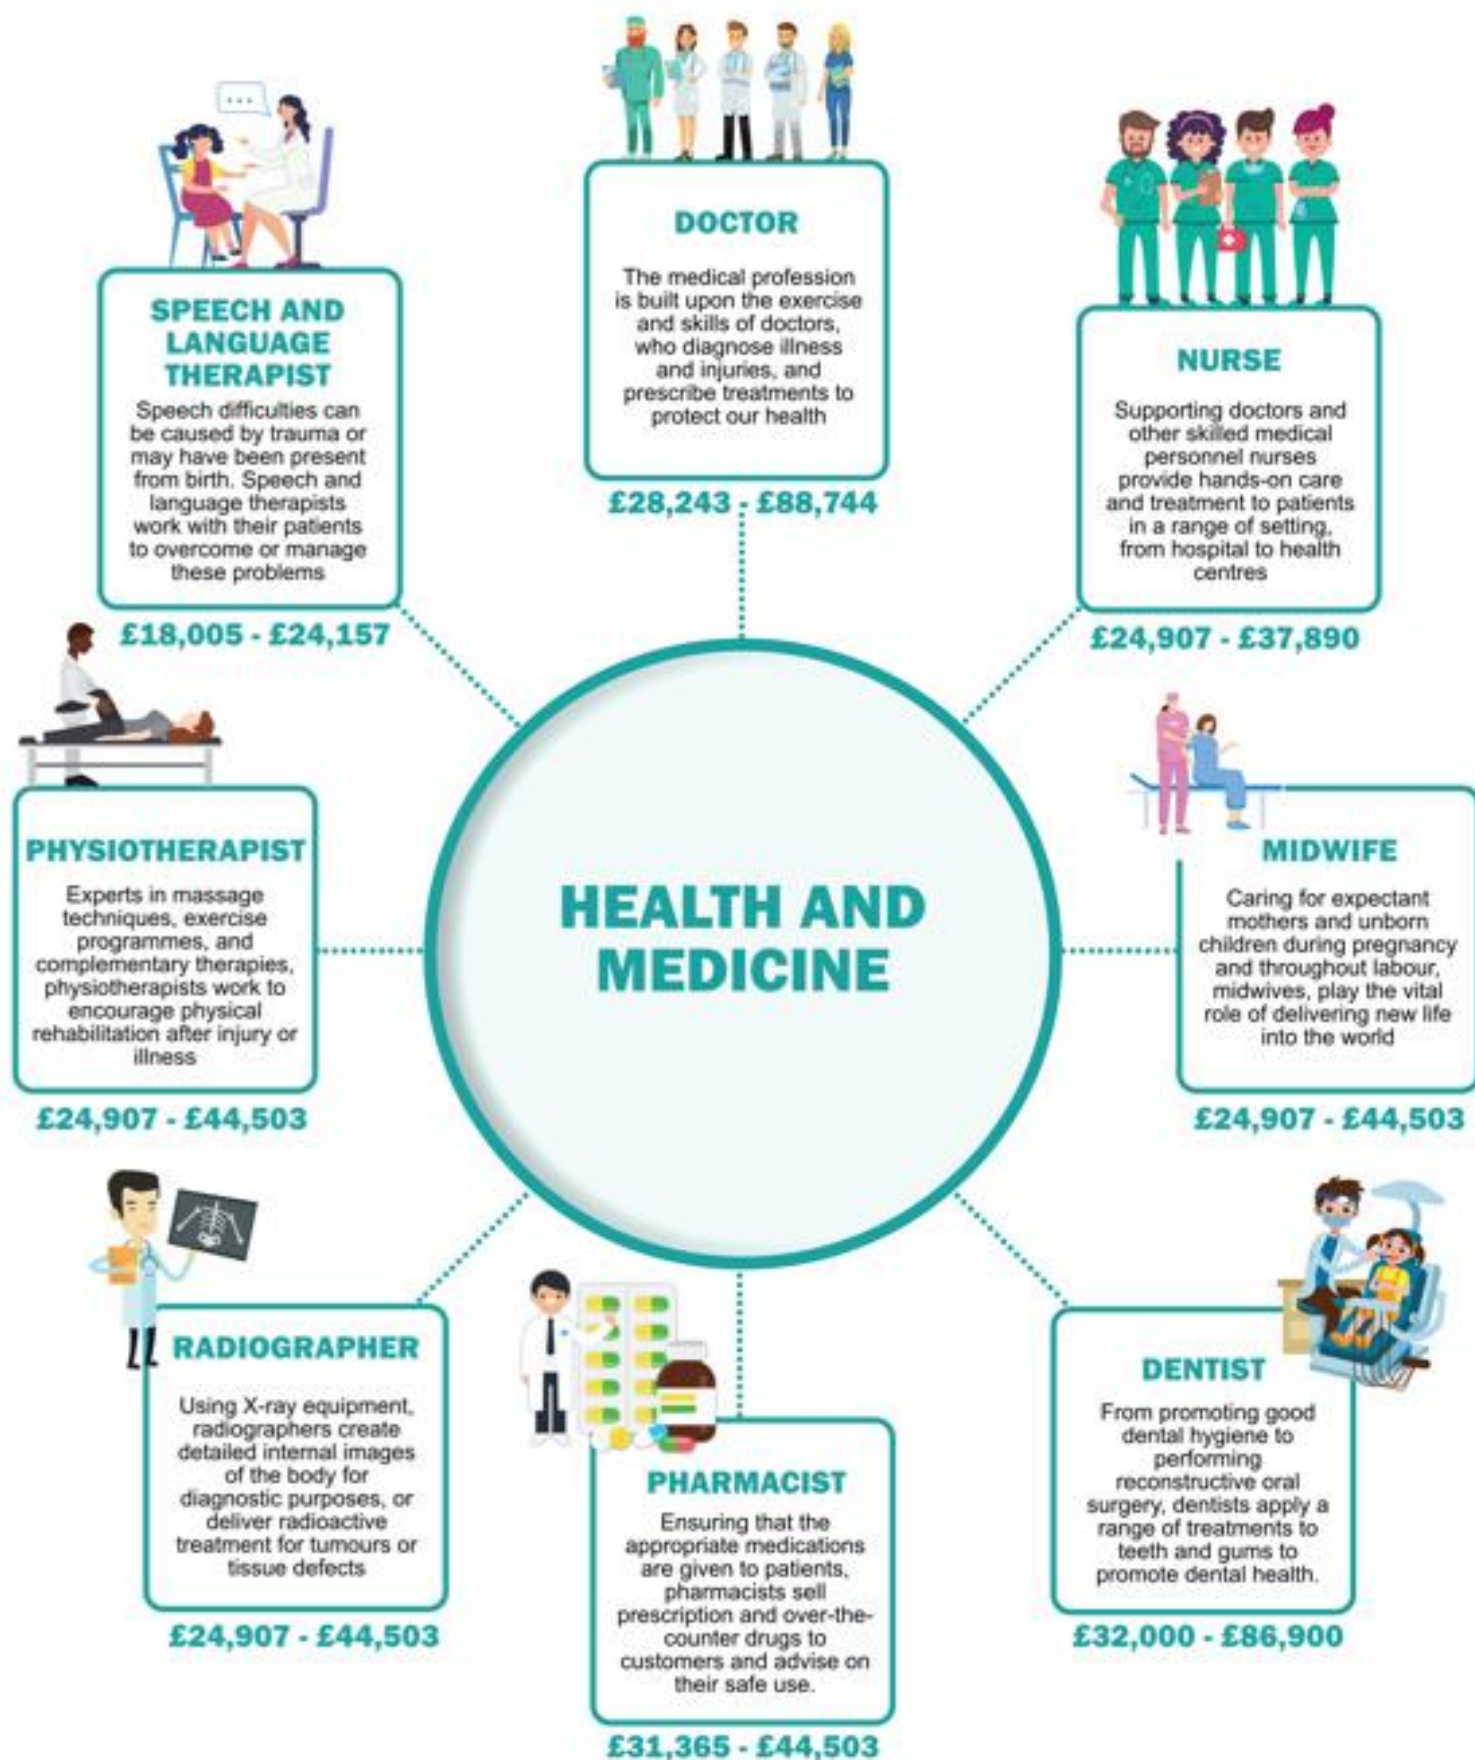 HEALTH AND
MEDICINE
DOCTOR
The medical profession
is built upon the exercise
and skills of doctors,
who diagnose illness
and injuries, and
prescribe treatments to
protect our health
£28,243 - £88,744
NURSE
Supporting doctors and
other skilled medical
personnel nurses
provide hands-on care
and treatment to patients
in a range of setting,
from hospital to health
centres
£24,907 - £37,890
MIDWIFE
Caring for expectant
mothers and unborn
children during pregnancy
and throughout labour,
midwives, play the vital
role of delivering new life
into the world
£24,907 - £44,503
DENTIST
From promoting good
dental hygiene to
performing
reconstructive oral
surgery, dentists apply a
range of treatments to
teeth and gums to
promote dental health.
£32,000 - £86,900
PHARMACIST
Ensuring that the
appropriate medications
are given to patients,
pharmacists sell
prescription and over-the-
counter drugs to
customers and advise on
their safe use.
£31,365 - £44,503
RADIOGRAPHER
Using X-ray equipment,
radiographers create
detailed internal images
of the body for
diagnostic purposes, or
deliver radioactive
treatment for tumours or
tissue defects
£24,907 - £44,503
PHYSIOTHERAPIST
Experts in massage
techniques, exercise
programmes, and
complementary therapies,
physiotherapists work to
encourage physical
rehabilitation after injury or
illness
£24,907 - £44,503
SPEECH AND
LANGUAGE
THERAPIST
Speech difficulties can
be caused by trauma or
may have been present
from birth. Speech and
language therapists
work with their patients
to overcome or manage
these problems
£18,005 - £24,157